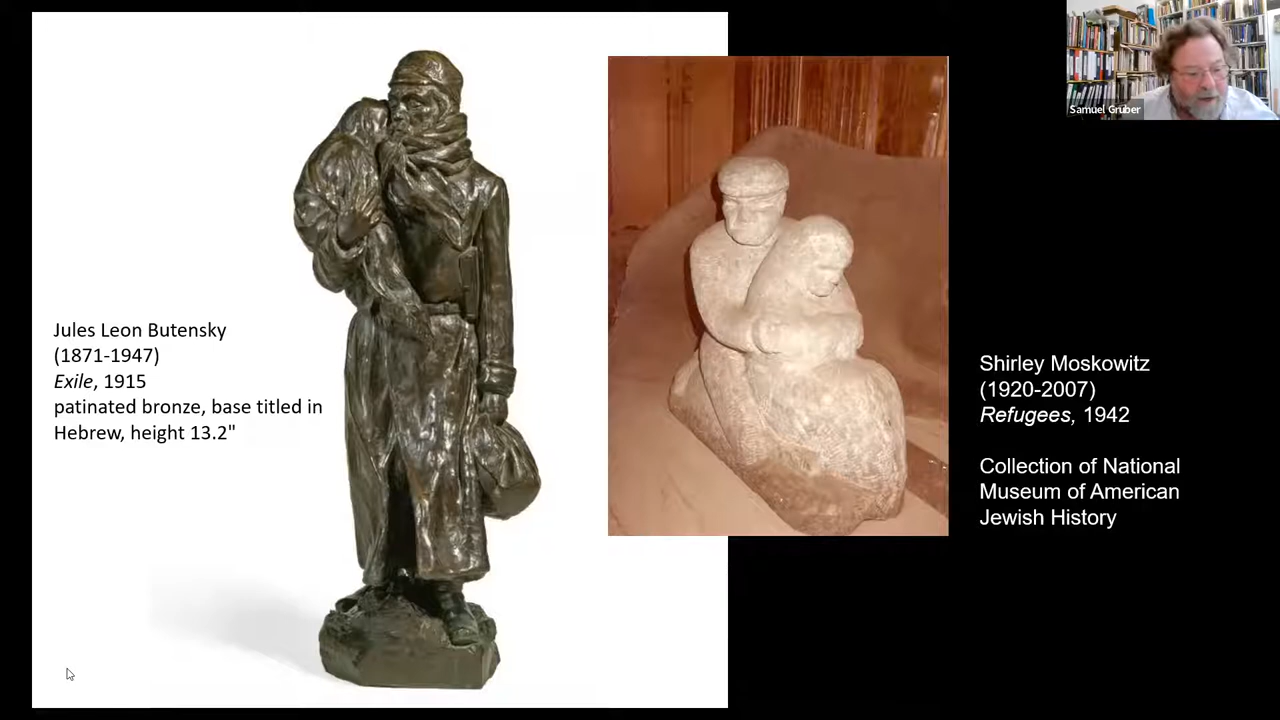 Samuel Gruber
Jules Leon Butensky
(1871-1947)
Exile, 1915
patinated bronze, base titled in
Hebrew, height 13.2"
Shirley Moskowitz
(1920-2007)
Refugees, 1942
Collection of National
Museum of American
Jewish History